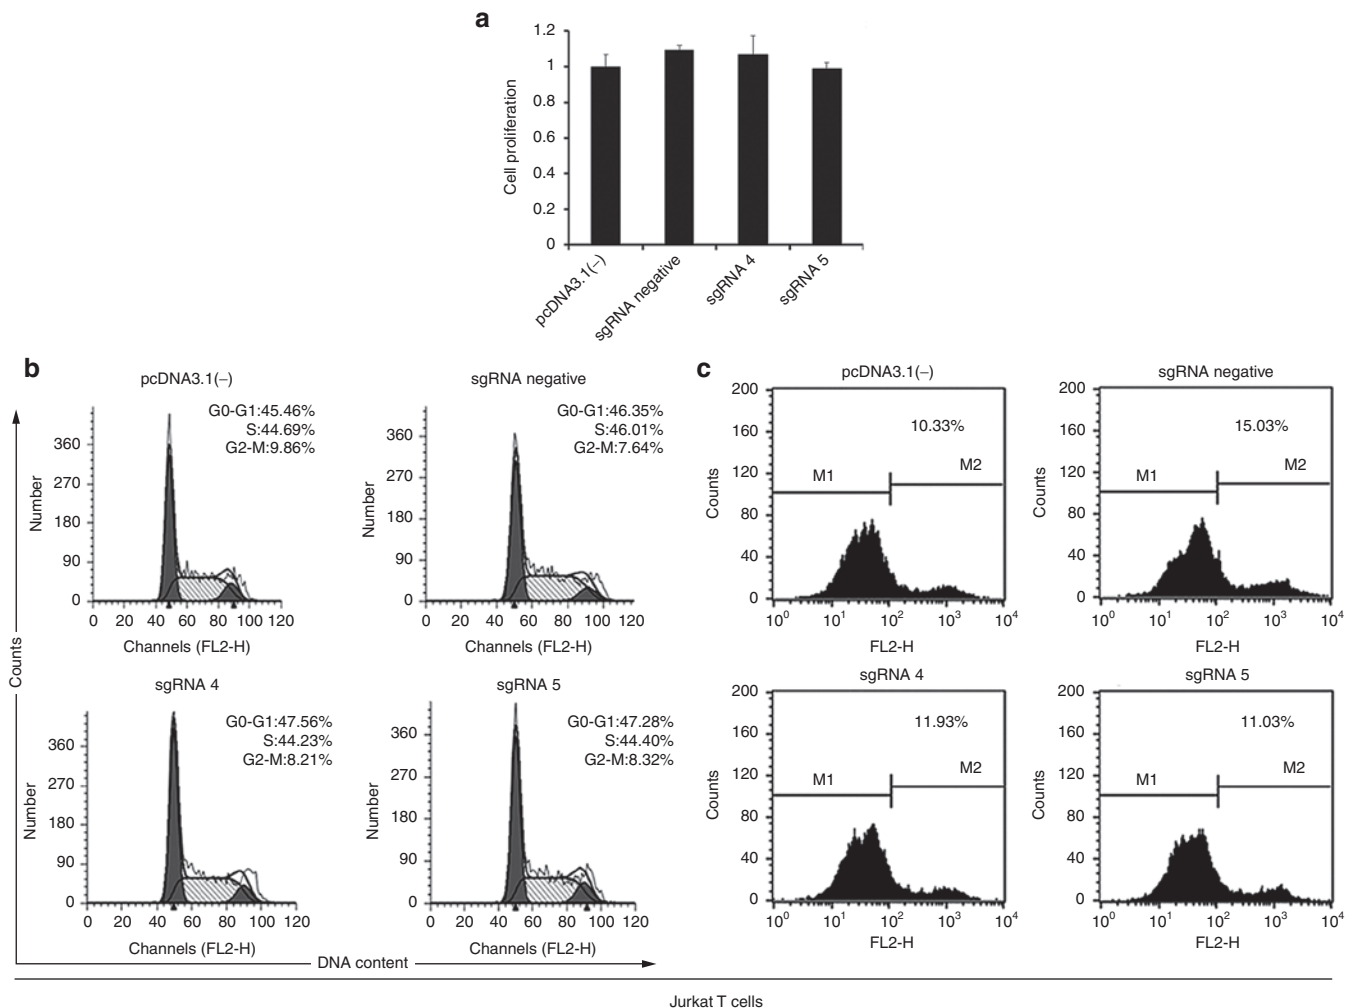 a
1.2
1
0.8
0.6
0.4
0.2
0
Cell proliferation
pcDNA3.1(–)
sgRNA negative
sgRNA 4
sgRNA 5
b
Counts
DNA content
pcDNA3.1(–)
G0-G1:45.46%
S:44.69%
G2-M:9.86%
Number
360
270
180
90
0
0 20 40 60 80 100 120
Channels (FL2-H)
sgRNA negative
G0-G1:46.35%
S:46.01%
G2-M:7.64%
Number
360
270
180
90
0
0 20 40 60 80 100 120
Channels (FL2-H)
sgRNA 4
G0-G1:47.56%
S:44.23%
G2-M:8.21%
Number
360
270
180
90
0
0 20 40 60 80 100 120
Channels (FL2-H)
sgRNA 5
G0-G1:47.28%
S:44.40%
G2-M:8.32%
Number
360
270
180
90
0
0 20 40 60 80 100 120
Channels (FL2-H)
c
pcDNA3.1(–)
200
160
120
80
40
0
Counts
10.33%
M1
M2
10⁰ 10¹ 10² 10³ 10⁴
FL2-H
sgRNA negative
200
160
120
80
40
0
Counts
15.03%
M1
M2
10⁰ 10¹ 10² 10³ 10⁴
FL2-H
sgRNA 4
200
160
120
80
40
0
Counts
11.93%
M1
M2
10⁰ 10¹ 10² 10³ 10⁴
FL2-H
sgRNA 5
200
160
120
80
40
0
Counts
11.03%
M1
M2
10⁰ 10¹ 10² 10³ 10⁴
FL2-H
Jurkat T cells